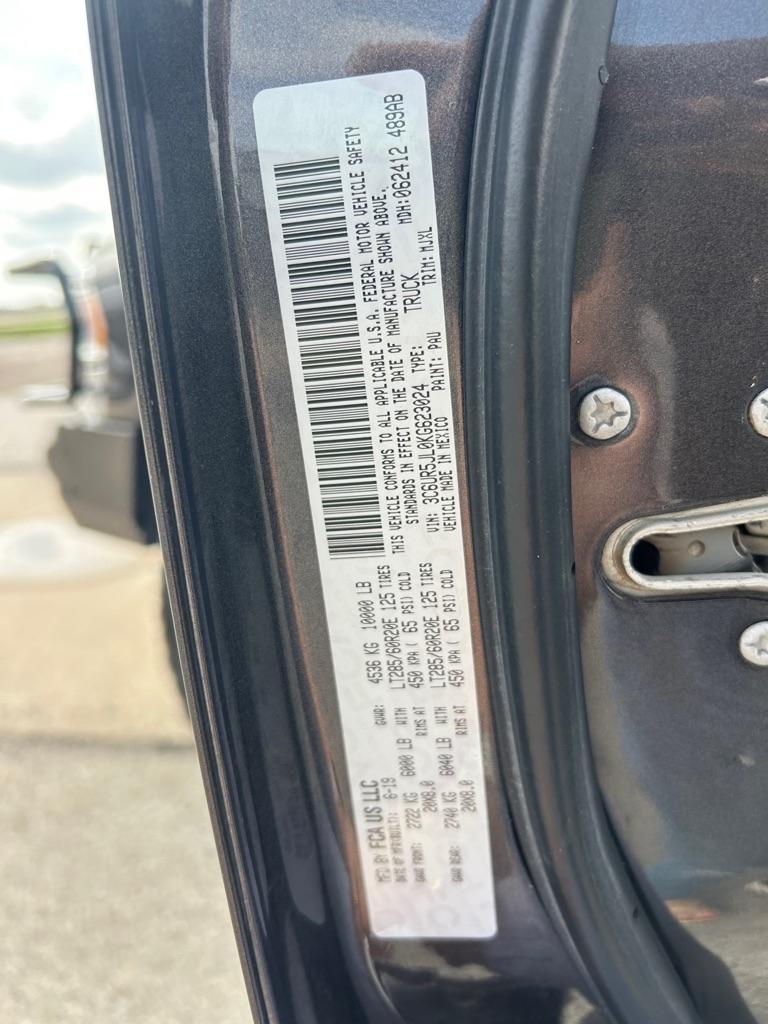 MFD BY FCA US LLC
DATE OF MFR(BUILT): 6-19 GVWR: 4536 KG 10000 LB
GAWR FRONT: 2722 KG 6000 LB WITH LT285/60R20E 125 TIRES
20X8.0 RIMS AT 450 KPA ( 65 PSI) COLD
GAWR REAR: 2740 KG 6040 LB WITH LT285/60R20E 125 TIRES
20X8.0 RIMS AT 450 KPA ( 65 PSI) COLD
THIS VEHICLE CONFORMS TO ALL APPLICABLE U.S.A. FEDERAL MOTOR VEHICLE SAFETY
STANDARDS IN EFFECT ON THE DATE OF MANUFACTURE SHOWN ABOVE.
MDH:062412 489AB
VIN: 3C6UR5JL0KG623024 TYPE: TRUCK
VEHICLE MADE IN MEXICO PAINT: PAU TRIM: MJXL